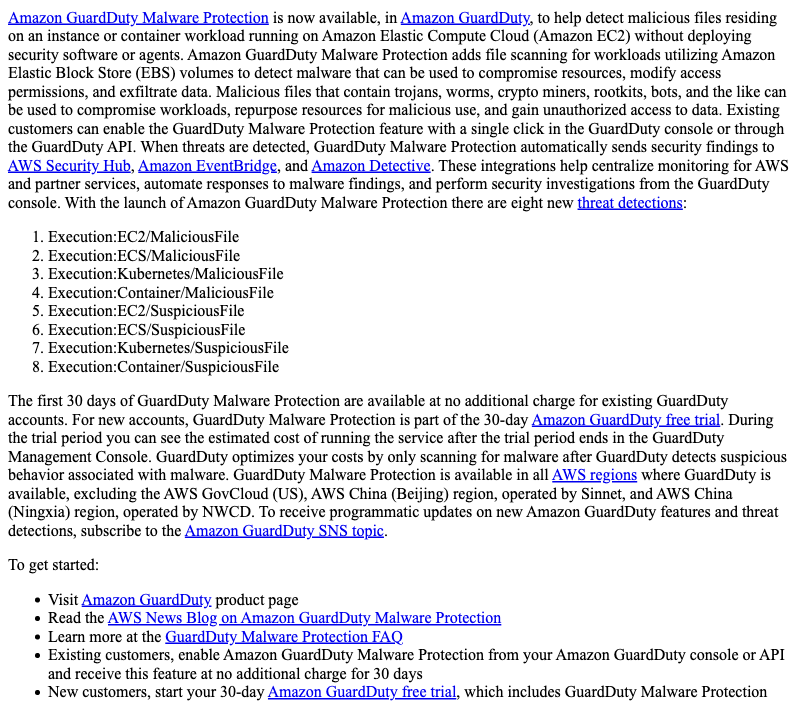 Amazon GuardDuty Malware Protection is now available, in Amazon GuardDuty, to help detect malicious files residing
on an instance or container workload running on Amazon Elastic Compute Cloud (Amazon EC2) without deploying
security software or agents. Amazon GuardDuty Malware Protection adds file scanning for workloads utilizing Amazon
Elastic Block Store (EBS) volumes to detect malware that can be used to compromise resources, modify access
permissions, and exfiltrate data. Malicious files that contain trojans, worms, crypto miners, rootkits, bots, and the like can
be used to compromise workloads, repurpose resources for malicious use, and gain unauthorized access to data. Existing
customers can enable the GuardDuty Malware Protection feature with a single click in the GuardDuty console or through
the GuardDuty API. When threats are detected, GuardDuty Malware Protection automatically sends security findings to
AWS Security Hub, Amazon EventBridge, and Amazon Detective. These integrations help centralize monitoring for AWS
and partner services, automate responses to malware findings, and perform security investigations from the GuardDuty
console. With the launch of Amazon GuardDuty Malware Protection there are eight new threat detections:
1. Execution:EC2/MaliciousFile
2. Execution:ECS/MaliciousFile
3. Execution:Kubernetes/MaliciousFile
4. Execution:Container/MaliciousFile
5. Execution:EC2/SuspiciousFile
6. Execution:ECS/SuspiciousFile
7. Execution:Kubernetes/SuspiciousFile
8. Execution:Container/SuspiciousFile
The first 30 days of GuardDuty Malware Protection are available at no additional charge for existing GuardDuty
accounts. For new accounts, GuardDuty Malware Protection is part of the 30-day Amazon GuardDuty free trial. During
the trial period you can see the estimated cost of running the service after the trial period ends in the GuardDuty
Management Console. GuardDuty optimizes your costs by only scanning for malware after GuardDuty detects suspicious
behavior associated with malware. GuardDuty Malware Protection is available in all AWS regions where GuardDuty is
available, excluding the AWS GovCloud (US), AWS China (Beijing) region, operated by Sinnet, and AWS China
(Ningxia) region, operated by NWCD. To receive programmatic updates on new Amazon GuardDuty features and threat
detections, subscribe to the Amazon GuardDuty SNS topic.
To get started:
• Visit Amazon GuardDuty product page
• Read the AWS News Blog on Amazon GuardDuty Malware Protection
• Learn more at the GuardDuty Malware Protection FAQ
• Existing customers, enable Amazon GuardDuty Malware Protection from your Amazon GuardDuty console or API
and receive this feature at no additional charge for 30 days
• New customers, start your 30-day Amazon GuardDuty free trial, which includes GuardDuty Malware Protection